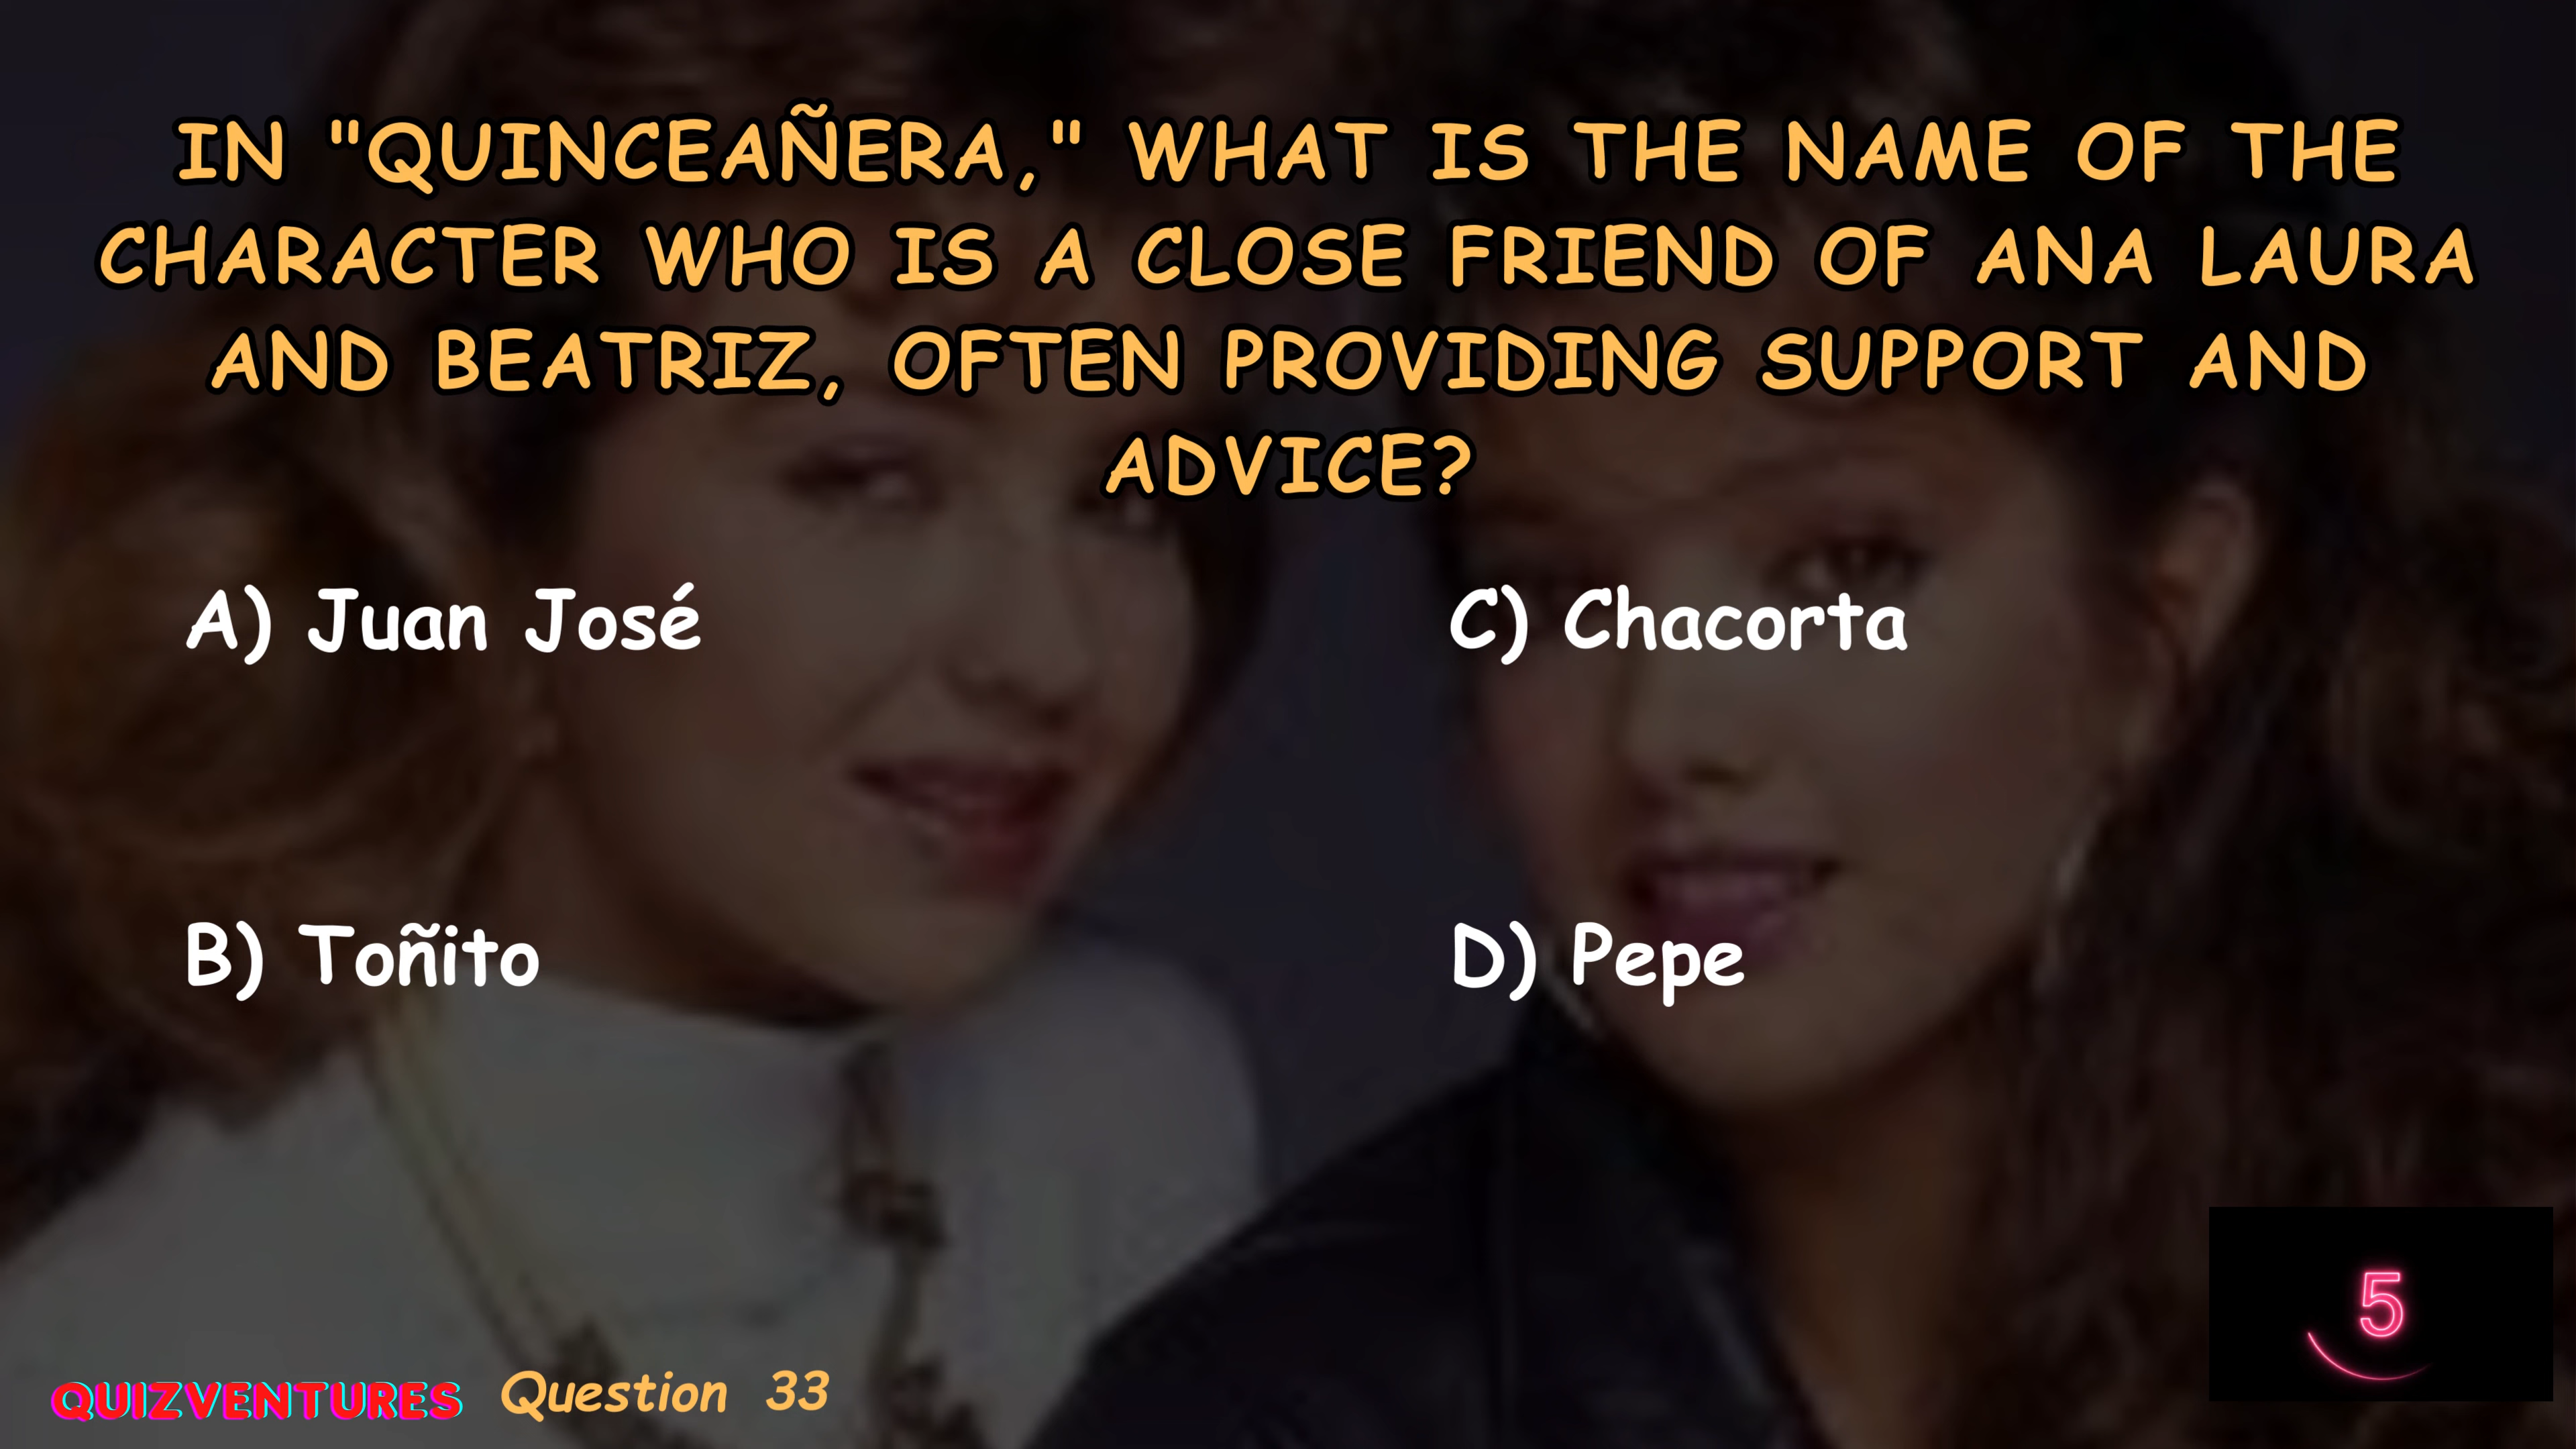 IN "QUINCEAÑERA," WHAT IS THE NAME OF THE
CHARACTER WHO IS A CLOSE FRIEND OF ANA LAURA
AND BEATRIZ, OFTEN PROVIDING SUPPORT AND
ADVICE?
A) Juan José
C) Chacorta
B) Toñito
D) Pepe
5
QUIZVENTURES Question 33